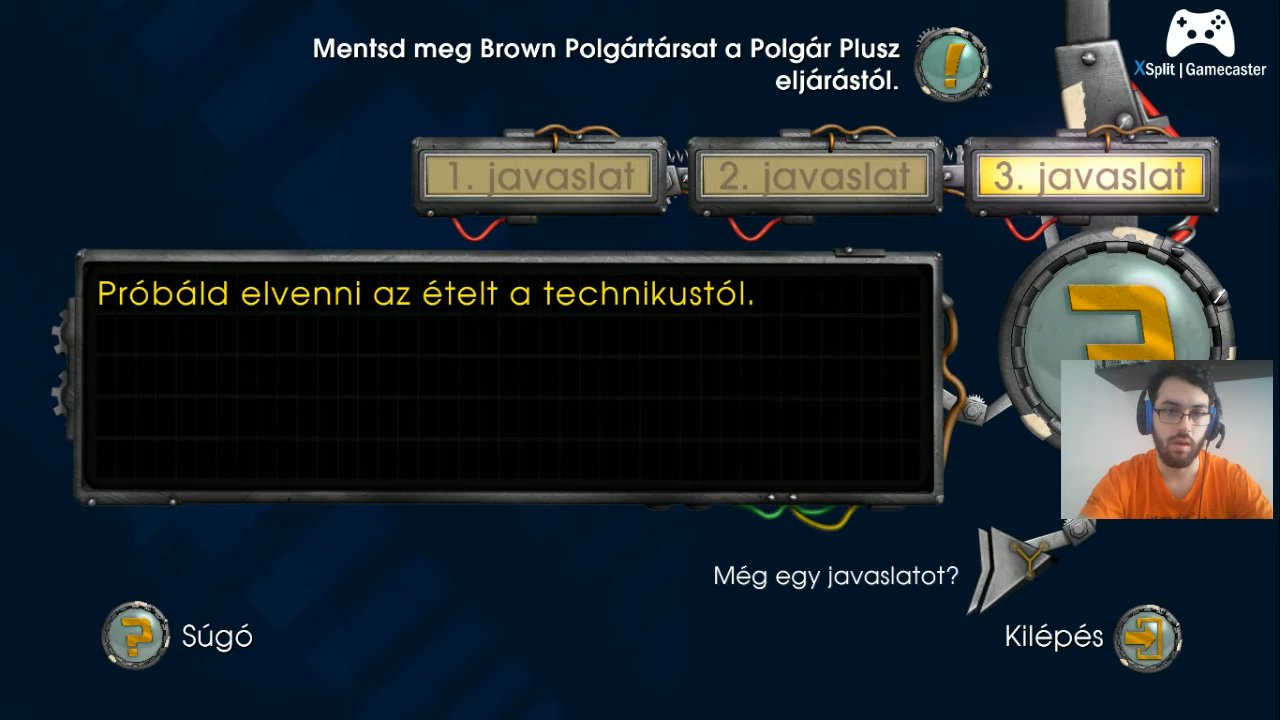 Mentsd meg Brown Polgártársat a Polgár Plusz
eljárástól.
XSplit | Gamecaster
1. javaslat
2. javaslat
3. javaslat
Próbáld elvenni az ételt a technikustól.
Még egy javaslatot?
Súgó
Kilépés